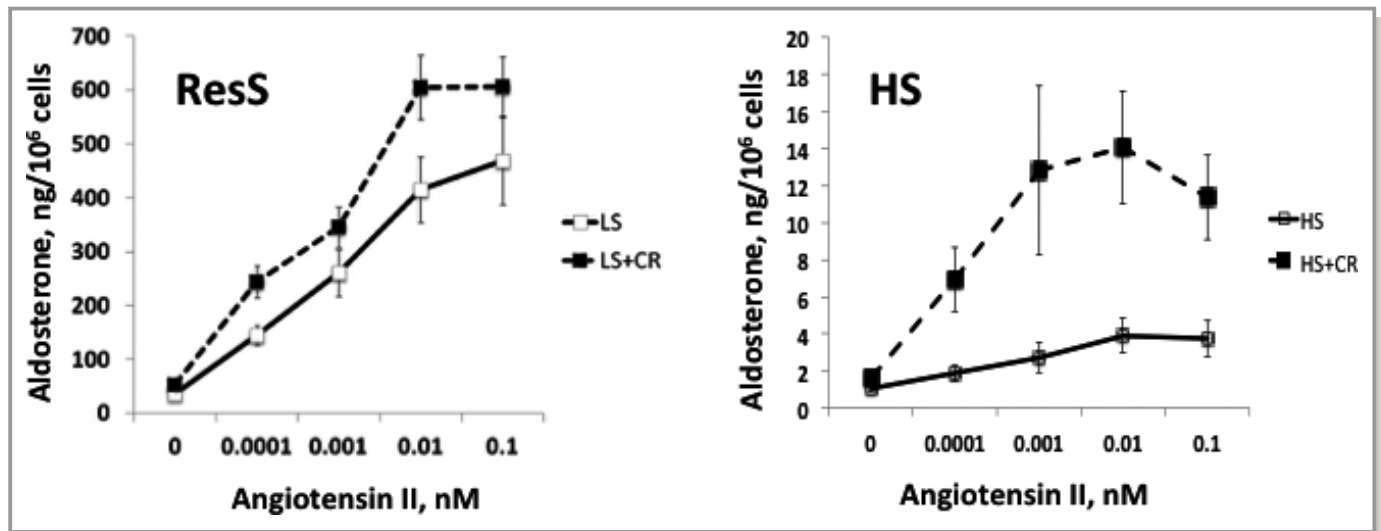 ResS
Aldosterone, ng/10⁶ cells
700
600
500
400
300
200
100
0
0 0.0001 0.001 0.01 0.1
Angiotensin II, nM
LS
LS+CR
HS
Aldosterone, ng/10⁶ cells
20
18
16
14
12
10
8
6
4
2
0
0 0.0001 0.001 0.01 0.1
Angiotensin II, nM
HS
HS+CR